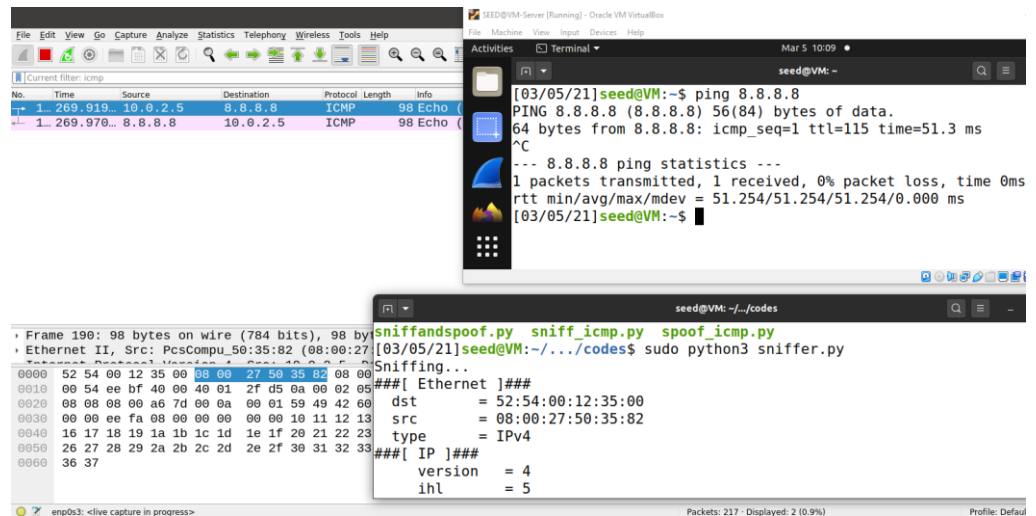 SEED@VM-Server [Running] - Oracle VM VirtualBox
File Machine View Input Devices Help
Activities Terminal Mar 5 10:09
seed@VM: ~
[03/05/21]seed@VM:~$ ping 8.8.8.8
PING 8.8.8.8 (8.8.8.8) 56(84) bytes of data.
64 bytes from 8.8.8.8: icmp_seq=1 ttl=115 time=51.3 ms
^C
--- 8.8.8.8 ping statistics ---
1 packets transmitted, 1 received, 0% packet loss, time 0ms
rtt min/avg/max/mdev = 51.254/51.254/51.254/0.000 ms
[03/05/21]seed@VM:~$
File Edit View Go Capture Analyze Statistics Telephony Wireless Tools Help
Current filter: icmp
No. Time Source Destination Protocol Length Info
1… 269.919… 10.0.2.5 8.8.8.8 ICMP 98 Echo (
1… 269.970… 8.8.8.8 10.0.2.5 ICMP 98 Echo (
Frame 190: 98 bytes on wire (784 bits), 98 byt
Ethernet II, Src: PcsCompu_50:35:82 (08:00:27:
0000 52 54 00 12 35 00 08 00 27 50 35 82 08 00
0010 00 54 ee bf 40 00 40 01 2f d5 0a 00 02 05
0020 08 08 08 00 a6 7d 00 0a 00 01 59 49 42 60
0030 00 00 ee fa 08 00 00 00 00 00 10 11 12 13
0040 16 17 18 19 1a 1b 1c 1d 1e 1f 20 21 22 23
0050 26 27 28 29 2a 2b 2c 2d 2e 2f 30 31 32 33
0060 36 37
seed@VM: ~/.../codes
sniffandspoof.py sniff_icmp.py spoof_icmp.py
[03/05/21]seed@VM:~/.../codes$ sudo python3 sniffer.py
Sniffing...
###[ Ethernet ]###
dst = 52:54:00:12:35:00
src = 08:00:27:50:35:82
type = IPv4
###[ IP ]###
version = 4
ihl = 5
enp0s3: <live capture in progress> Packets: 217 · Displayed: 2 (0.9%) Profile: Defaul